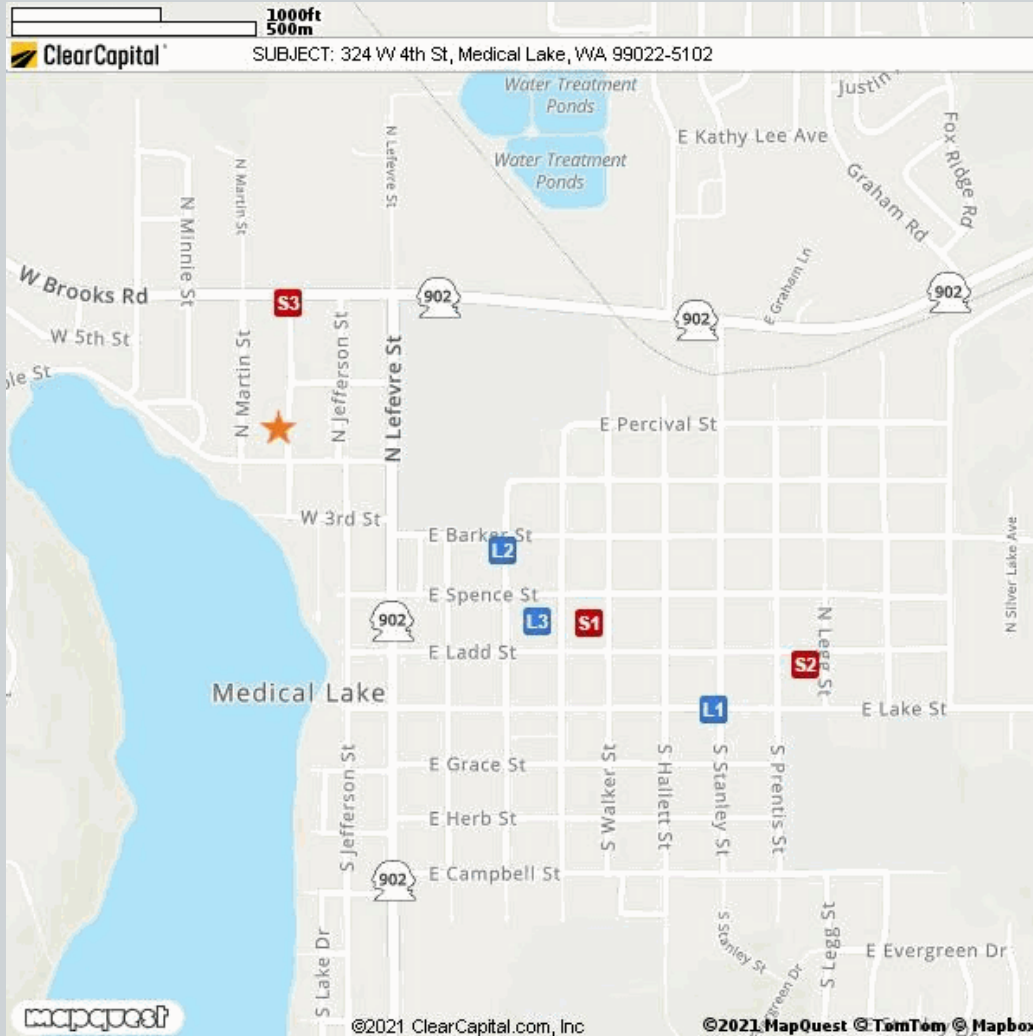 1000ft
500m
ClearCapital
SUBJECT: 324 W 4th St, Medical Lake, WA 99022-5102
Water Treatment
Ponds
Justin
E Kathy Lee Ave
Fox Ridge Rd
N Lefevre St
Water Treatment
Ponds
N Martin St
Graham Rd
N Minnie St
W Brooks Rd
S3
902
902
902
E Graham Ln
W 5th St
N Martin St
N Jefferson St
N Lefevre St
ole St
E Percival St
W 3rd St
E Barker St
L2
N Silver Lake Ave
E Spence St
902
L3
S1
N Legg St
E Ladd St
S2
Medical Lake
L1
E Lake St
S Jefferson St
E Grace St
S Walker St
S Hallett St
S Stanley St
S Prentis St
E Herb St
902
E Campbell St
S Lake Dr
S Stanley St
S Legg St
E Evergreen Dr
vergreen Dr
mapquest
©2021 ClearCapital.com, Inc
©2021 MapQuest © TomTom © Mapbo